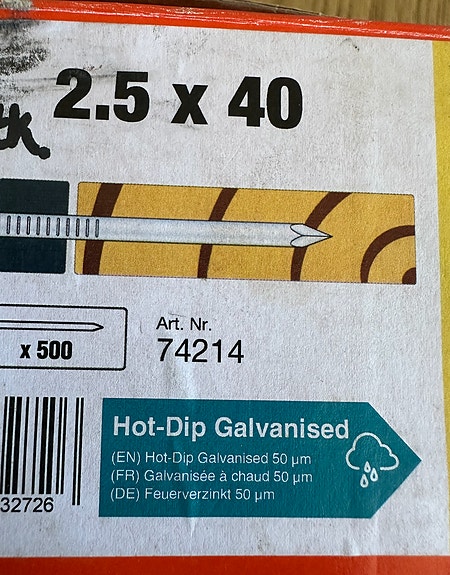 2.5 x 40
x 500
Art. Nr.
74214
Hot-Dip Galvanised
(EN) Hot-Dip Galvanised 50 µm
(FR) Galvanisée à chaud 50 µm
(DE) Feuerverzinkt 50 µm
32726